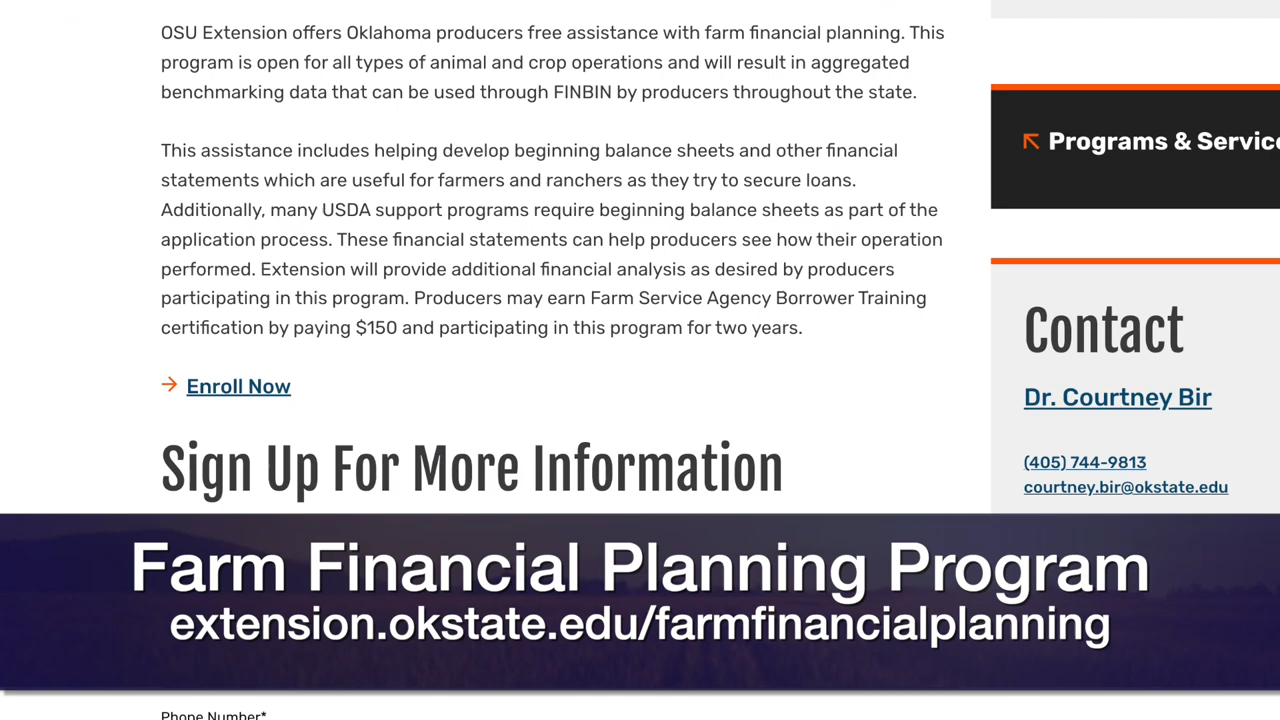 OSU Extension offers Oklahoma producers free assistance with farm financial planning. This
program is open for all types of animal and crop operations and will result in aggregated
benchmarking data that can be used through FINBIN by producers throughout the state.
This assistance includes helping develop beginning balance sheets and other financial
statements which are useful for farmers and ranchers as they try to secure loans.
Additionally, many USDA support programs require beginning balance sheets as part of the
application process. These financial statements can help producers see how their operation
performed. Extension will provide additional financial analysis as desired by producers
participating in this program. Producers may earn Farm Service Agency Borrower Training
certification by paying $150 and participating in this program for two years.
Enroll Now
Sign Up For More Information
Programs & Service
Contact
Dr. Courtney Bir
(405) 744-9813
courtney.bir@okstate.edu
Farm Financial Planning Program
extension.okstate.edu/farmfinancialplanning
Phone Number*